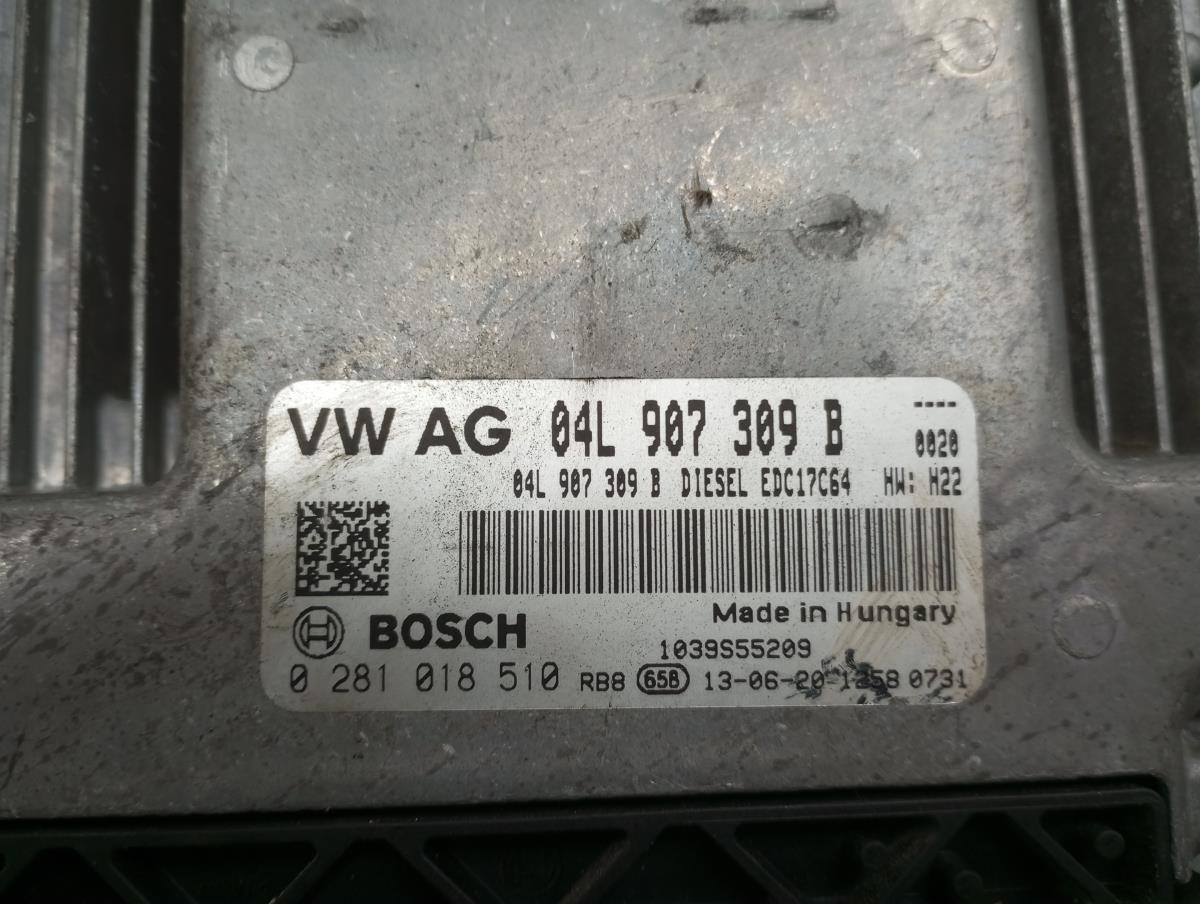 VW AG 04L 907 309 B ----
0020
04L 907 309 B DIESEL EDC17C64 HW: H22
Made in Hungary
BOSCH
1039S55209
0 281 018 510 RB8 65B 13-06-20 1258 0731